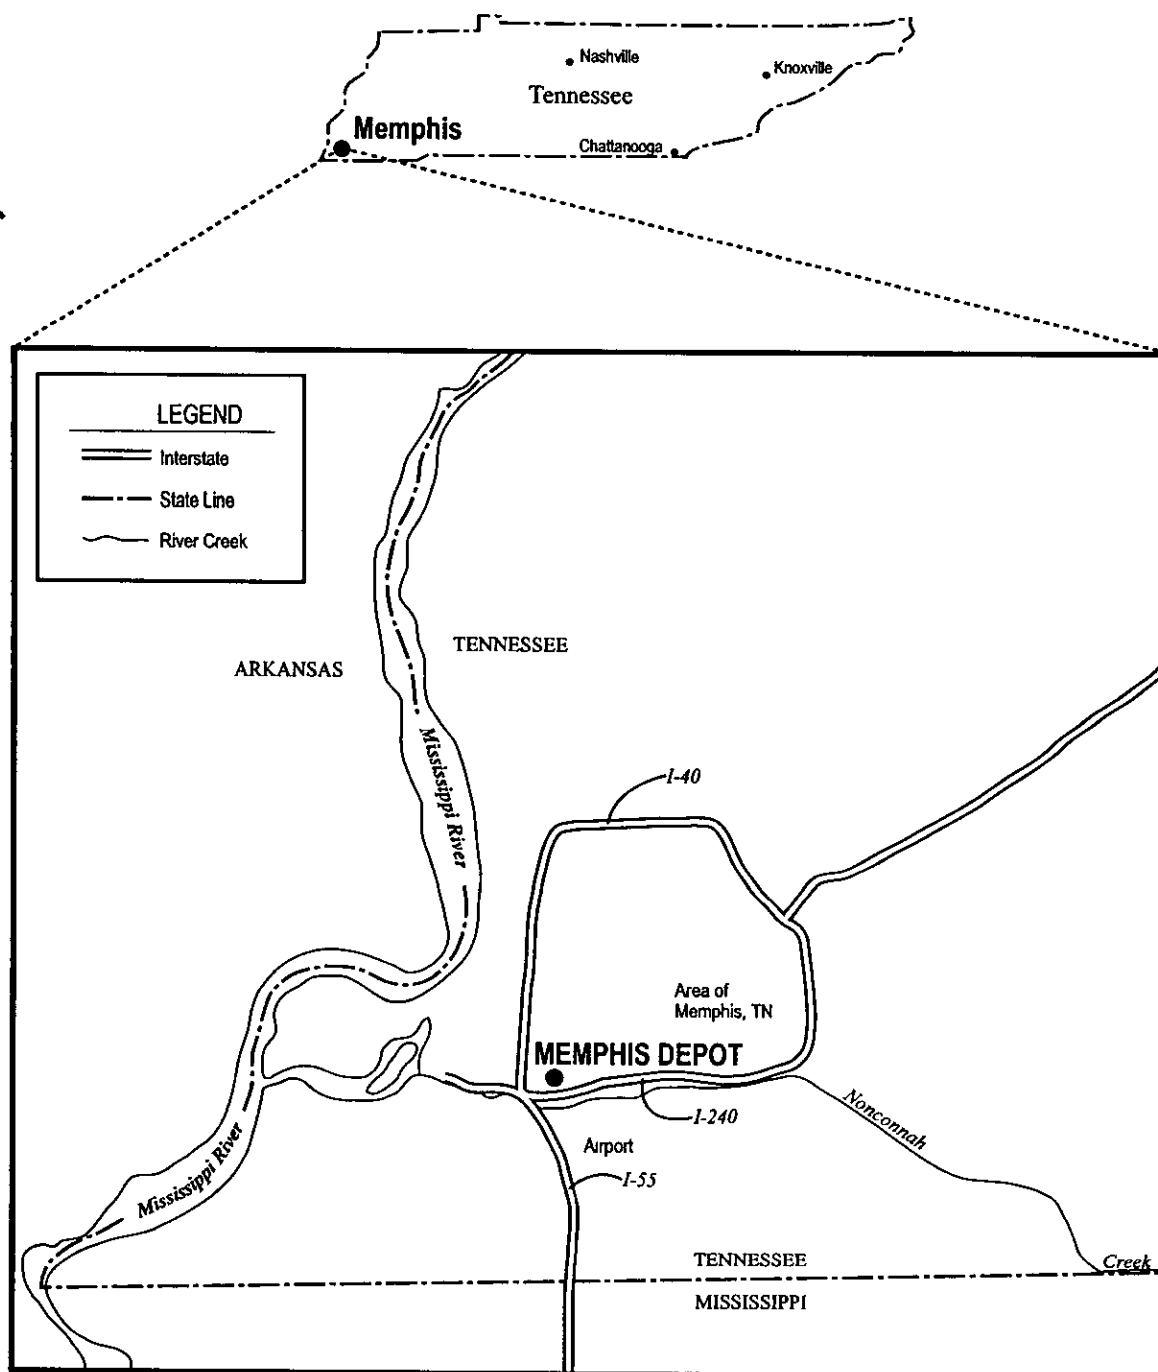 Nashville
Knoxville
Tennessee
Memphis
Chattanooga
LEGEND
Interstate
State Line
River Creek
TENNESSEE
ARKANSAS
Mississippi River
I-40
Area of
Memphis, TN
MEMPHIS DEPOT
Nonconnah
I-240
Airport
Mississippi River
I-55
TENNESSEE
Creek
MISSISSIPPI